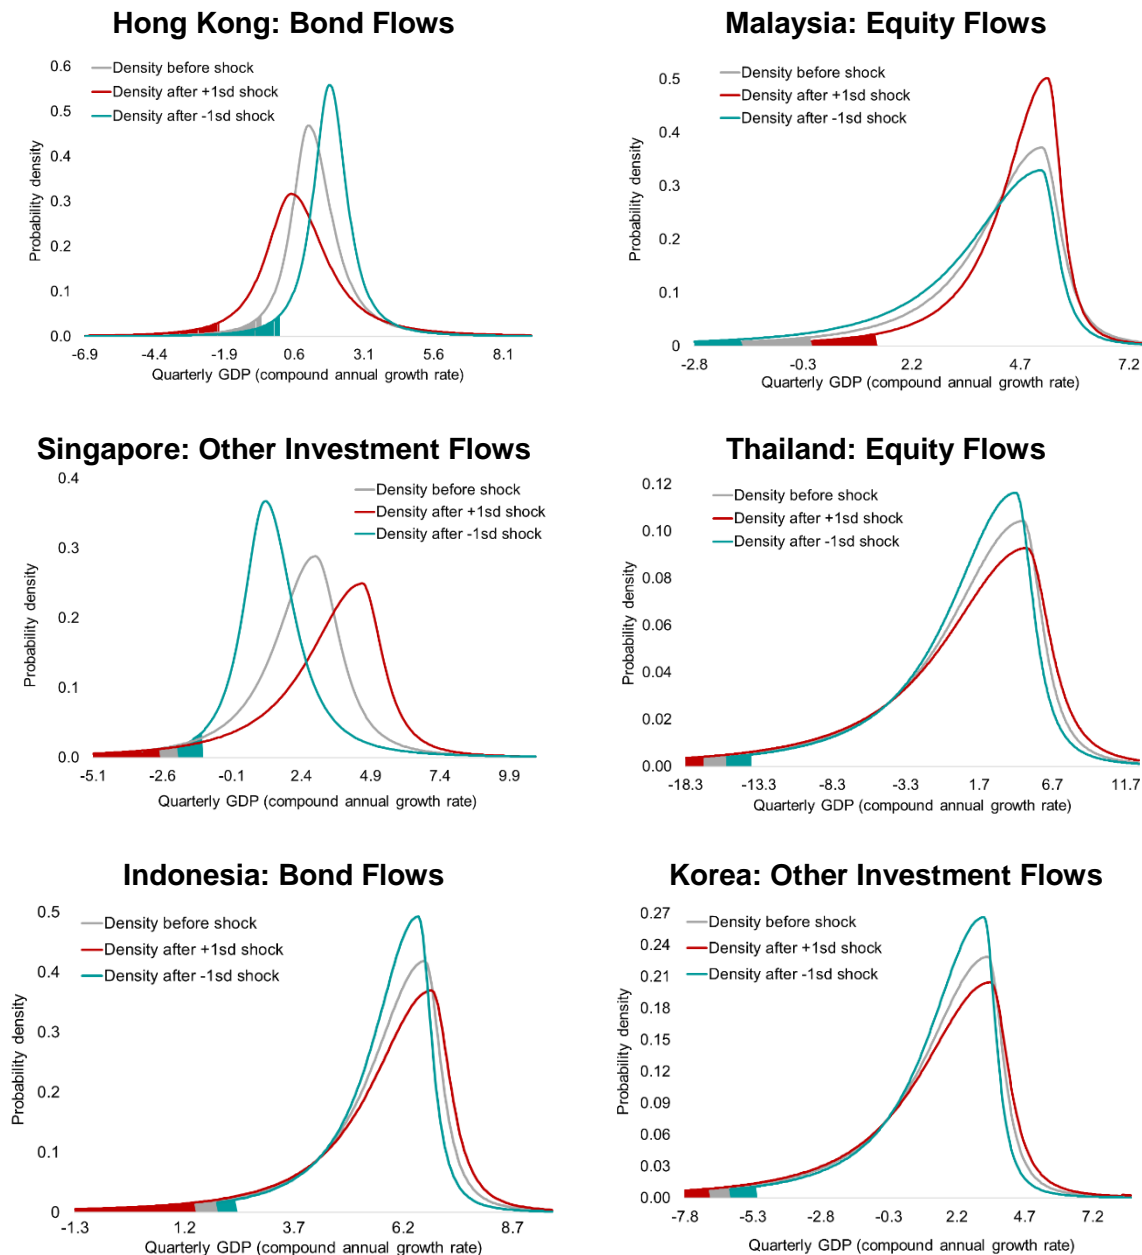 Hong Kong: Bond Flows
Density before shock
Density after +1sd shock
Density after -1sd shock
Probability density
0.6
0.5
0.4
0.3
0.2
0.1
0.0
-6.9 -4.4 -1.9 0.6 3.1 5.6 8.1
Quarterly GDP (compound annual growth rate)
Malaysia: Equity Flows
Density before shock
Density after +1sd shock
Density after -1sd shock
Probability density
0.5
0.4
0.3
0.2
0.1
0
-2.8 -0.3 2.2 4.7 7.2
Quarterly GDP (compound annual growth rate)
Singapore: Other Investment Flows
Density before shock
Density after +1sd shock
Density after -1sd shock
Probability density
0.4
0.3
0.2
0.1
0.0
-5.1 -2.6 -0.1 2.4 4.9 7.4 9.9
Quarterly GDP (compound annual growth rate)
Thailand: Equity Flows
Density before shock
Density after +1sd shock
Density after -1sd shock
Probability density
0.12
0.10
0.08
0.06
0.04
0.02
0.00
-18.3 -13.3 -8.3 -3.3 1.7 6.7 11.7
Quarterly GDP (compound annual growth rate)
Indonesia: Bond Flows
Density before shock
Density after +1sd shock
Density after -1sd shock
Probability density
0.5
0.4
0.3
0.2
0.1
0
-1.3 1.2 3.7 6.2 8.7
Quarterly GDP (compound annual growth rate)
Korea: Other Investment Flows
Density before shock
Density after +1sd shock
Density after -1sd shock
Probability density
0.27
0.24
0.21
0.18
0.15
0.12
0.09
0.06
0.03
0.00
-7.8 -5.3 -2.8 -0.3 2.2 4.7 7.2
Quarterly GDP (compound annual growth rate)